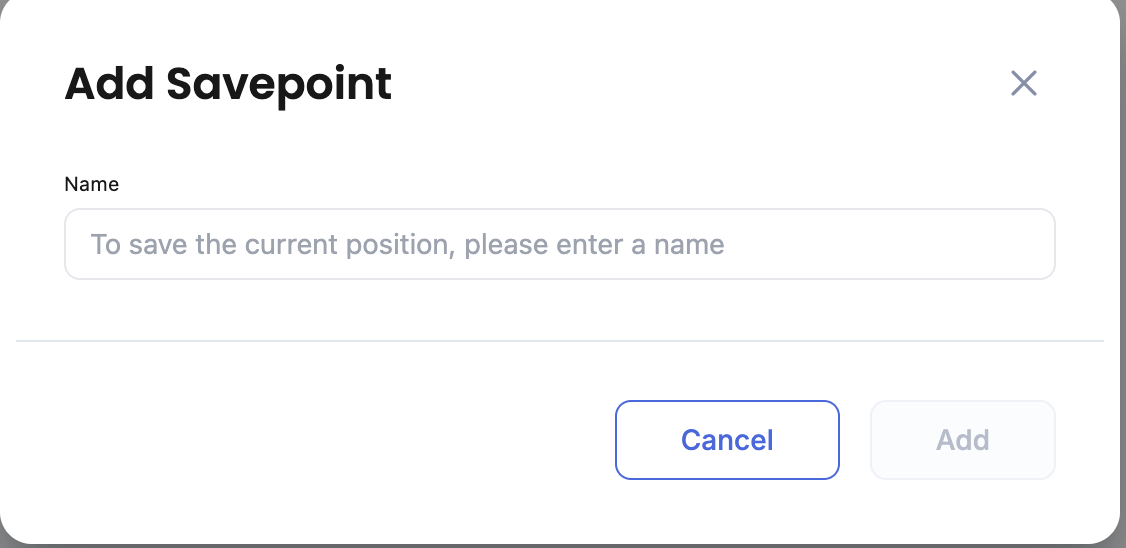 Add Savepoint
Name
To save the current position, please enter a name
Cancel
Add